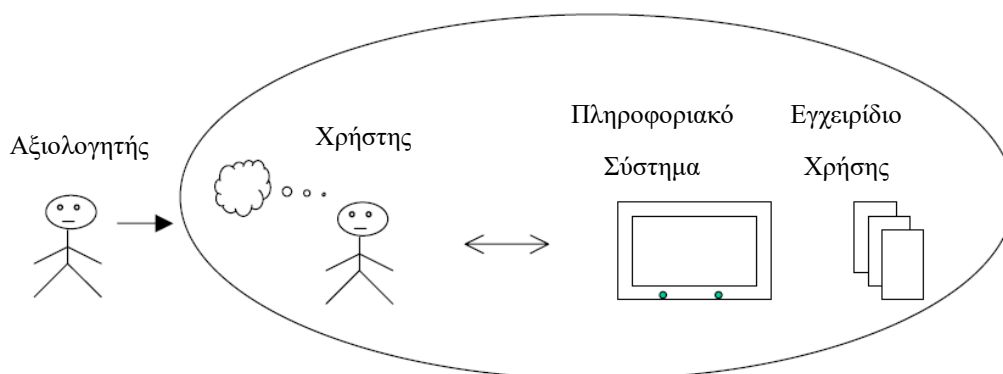 Αξιολογητής
Χρήστης
Πληροφοριακό
Σύστημα
Εγχειρίδιο
Χρήσης